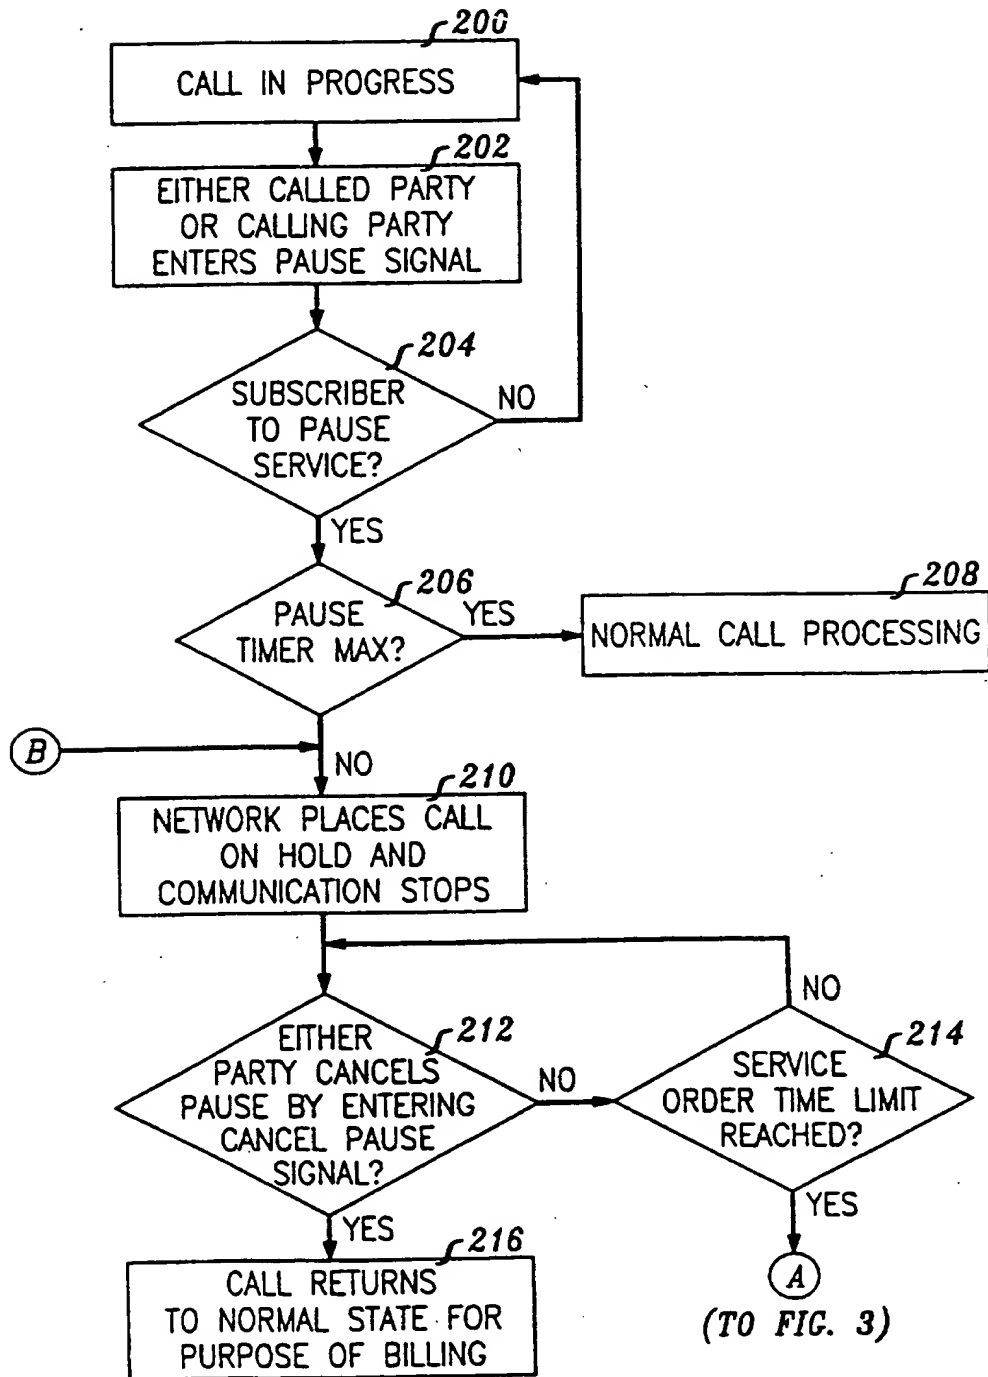 200
CALL IN PROGRESS
202
EITHER CALLED PARTY
OR CALLING PARTY
ENTERS PAUSE SIGNAL
204
SUBSCRIBER
TO PAUSE
SERVICE?
NO
YES
206
PAUSE
TIMER MAX?
YES
208
NORMAL CALL PROCESSING
B
NO
210
NETWORK PLACES CALL
ON HOLD AND
COMMUNICATION STOPS
212
EITHER
PARTY CANCELS
PAUSE BY ENTERING
CANCEL PAUSE
SIGNAL?
NO
NO
214
SERVICE
ORDER TIME LIMIT
REACHED?
YES
YES
216
CALL RETURNS
TO NORMAL STATE FOR
PURPOSE OF BILLING
A
(TO FIG. 3)